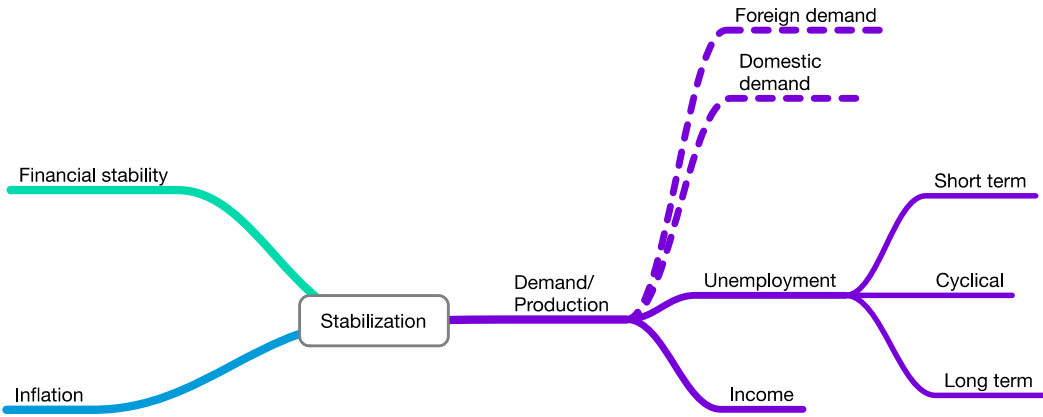 Foreign demand
Domestic
demand
Financial stability
Short term
Demand/
Production
Unemployment
Cyclical
Stabilization
Inflation
Income
Long term